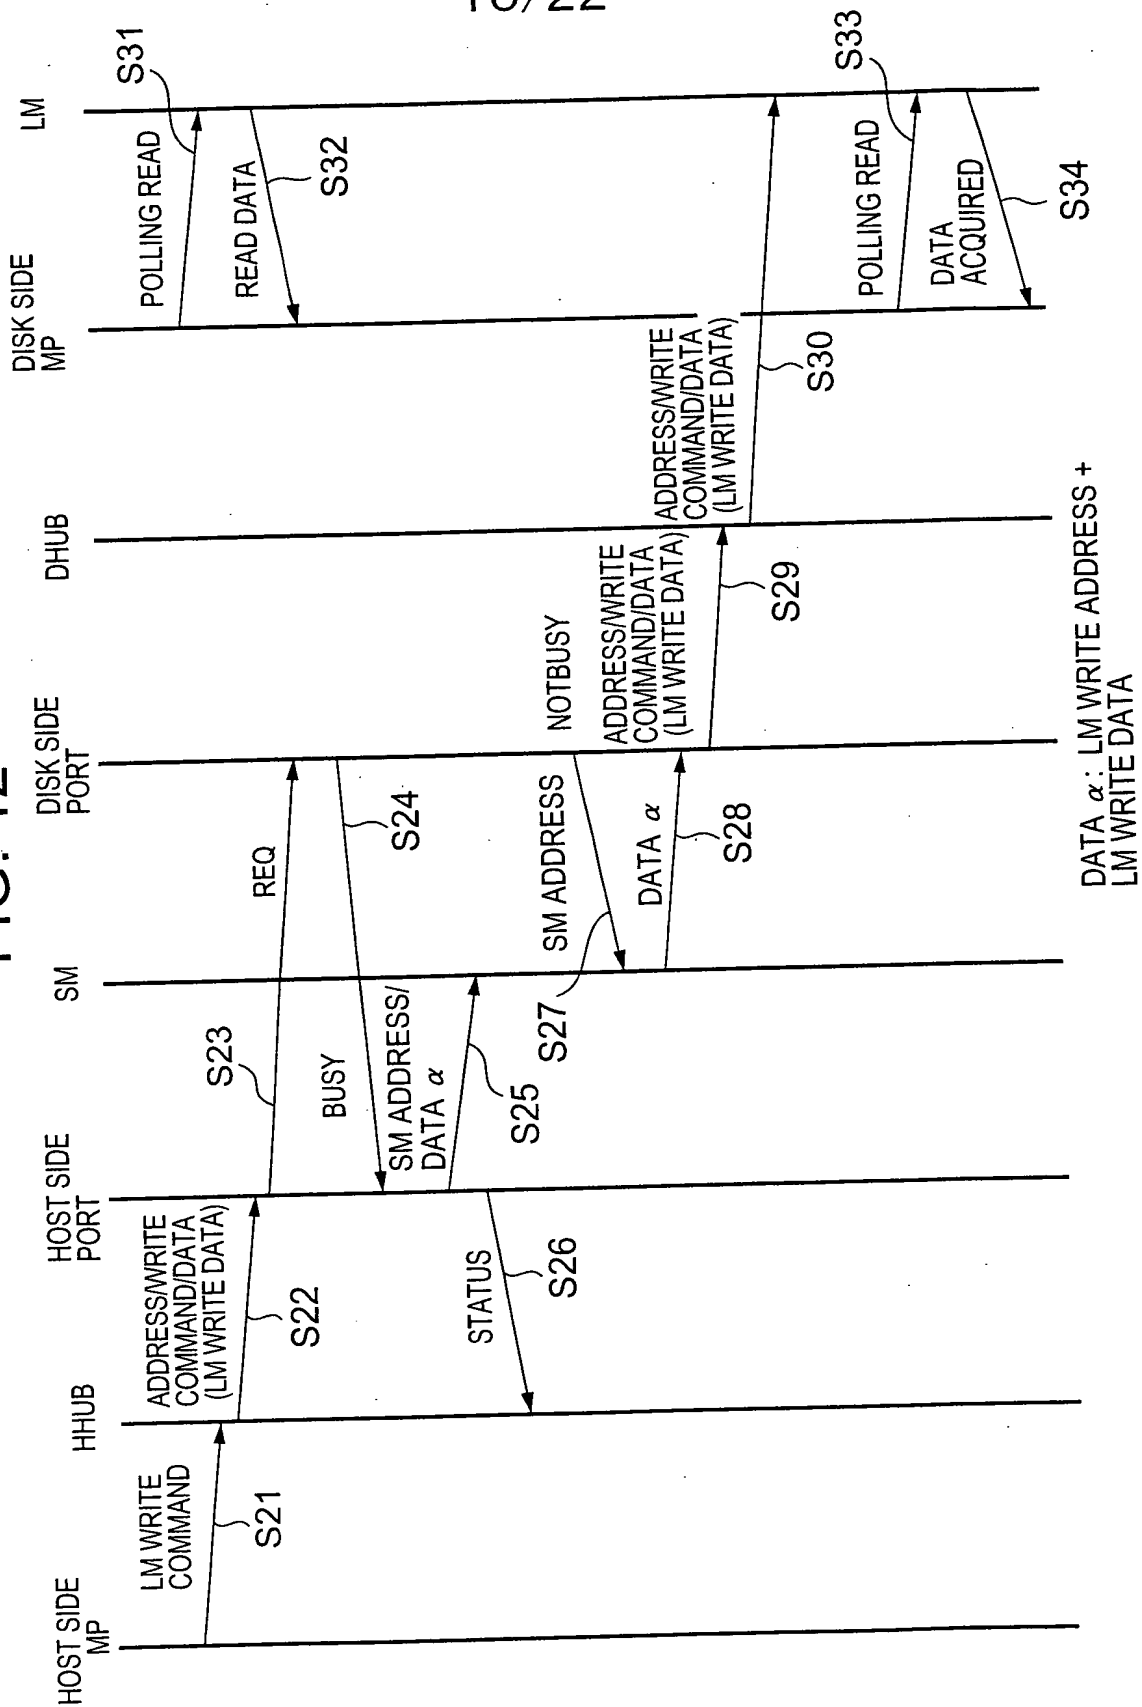 FIG. 12
HOST SIDE
MP
HHUB
HOST SIDE
PORT
SM
DISK SIDE
PORT
DHUB
DISK SIDE
MP
LM
LM WRITE
COMMAND
S21
ADDRESS/WRITE
COMMAND/DATA
(LM WRITE DATA)
S22
S23
REQ
BUSY
S24
SM ADDRESS/
DATA α
S25
STATUS
S26
POLLING READ
S31
READ DATA
S32
NOTBUSY
SM ADDRESS
S27
DATA α
S28
ADDRESS/WRITE
COMMAND/DATA
(LM WRITE DATA)
S29
ADDRESS/WRITE
COMMAND/DATA
(LM WRITE DATA)
S30
POLLING READ
S33
DATA
ACQUIRED
S34
DATA α : LM WRITE ADDRESS +
LM WRITE DATA